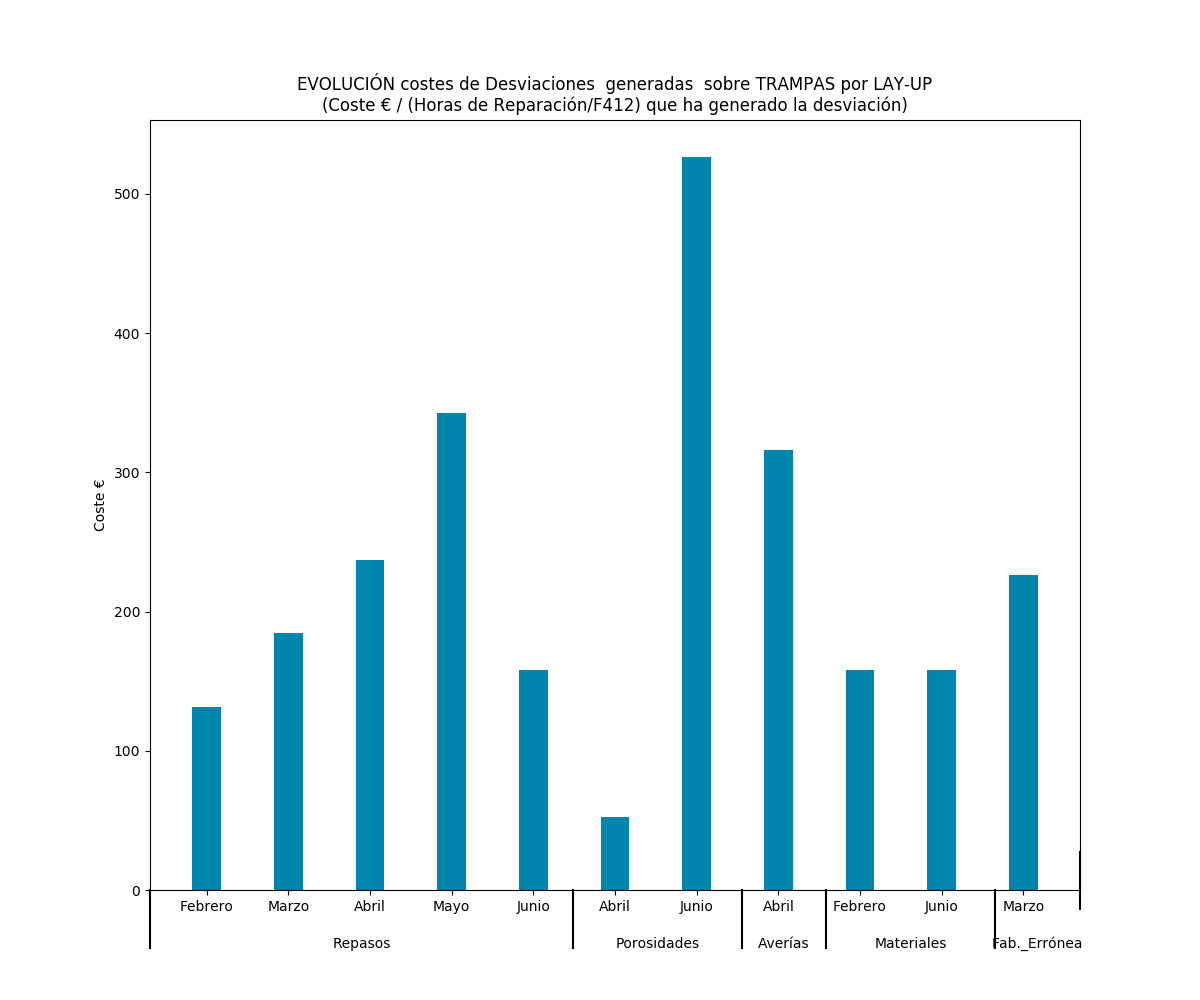 EVOLUCIÓN costes de Desviaciones  generadas  sobre TRAMPAS por LAY-UP
(Coste € / (Horas de Reparación/F412) que ha generado la desviación)
500
400
300
200
100
0
Coste €
Febrero Marzo Abril Mayo Junio Abril Junio Abril Febrero Junio Marzo
Repasos Porosidades Averías Materiales Fab._Errónea